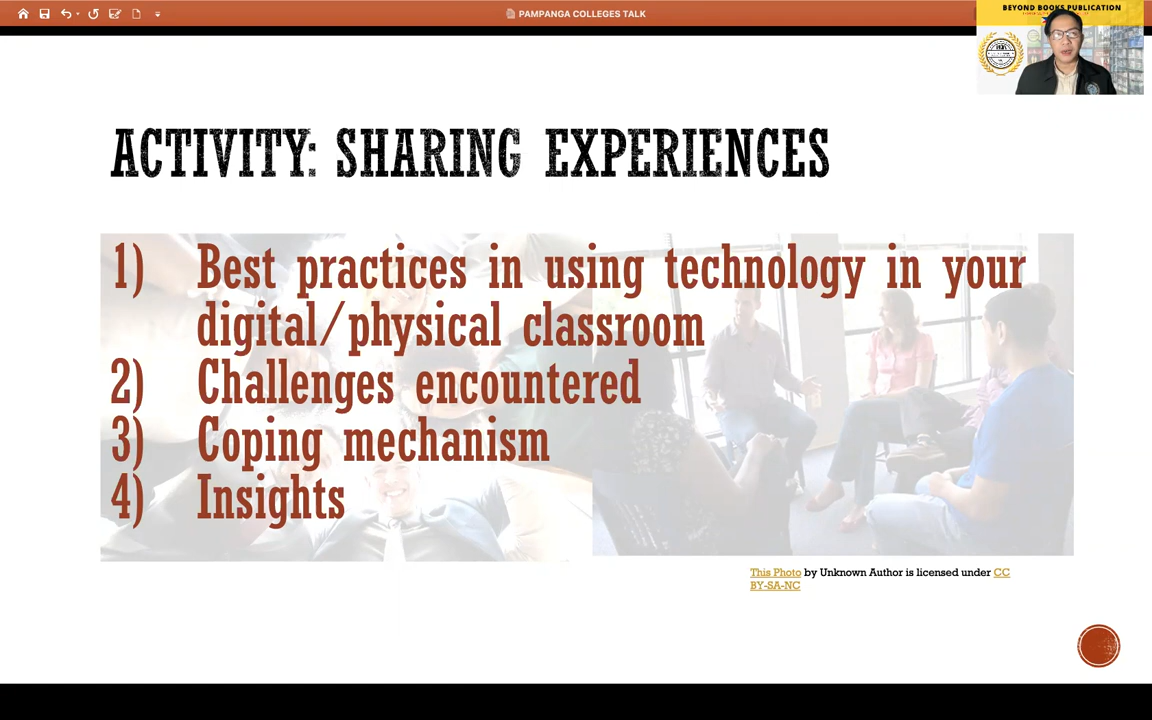 PAMPANGA COLLEGES TALK
BEYOND BOOKS PUBLICATION
ACTIVITY: SHARING EXPERIENCES
1) Best practices in using technology in your
digital/physical classroom
2) Challenges encountered
3) Coping mechanism
4) Insights
This Photo by Unknown Author is licensed under CC
BY-SA-NC